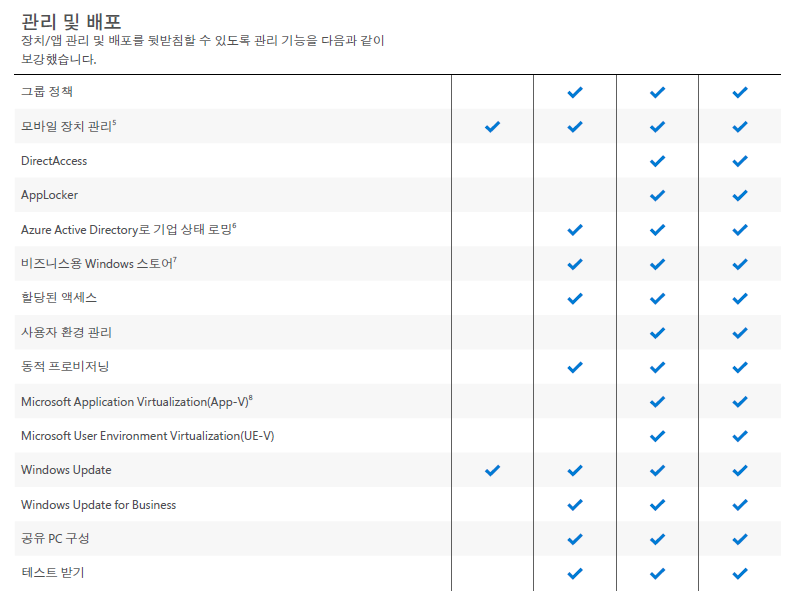 관리 및 배포
장치/앱 관리 및 배포를 뒷받침할 수 있도록 관리 기능을 다음과 같이
보강했습니다.
그룹 정책
모바일 장치 관리⁵
DirectAccess
AppLocker
Azure Active Directory로 기업 상태 로밍⁶
비즈니스용 Windows 스토어⁷
할당된 액세스
사용자 환경 관리
동적 프로비저닝
Microsoft Application Virtualization(App-V)⁸
Microsoft User Environment Virtualization(UE-V)
Windows Update
Windows Update for Business
공유 PC 구성
테스트 받기